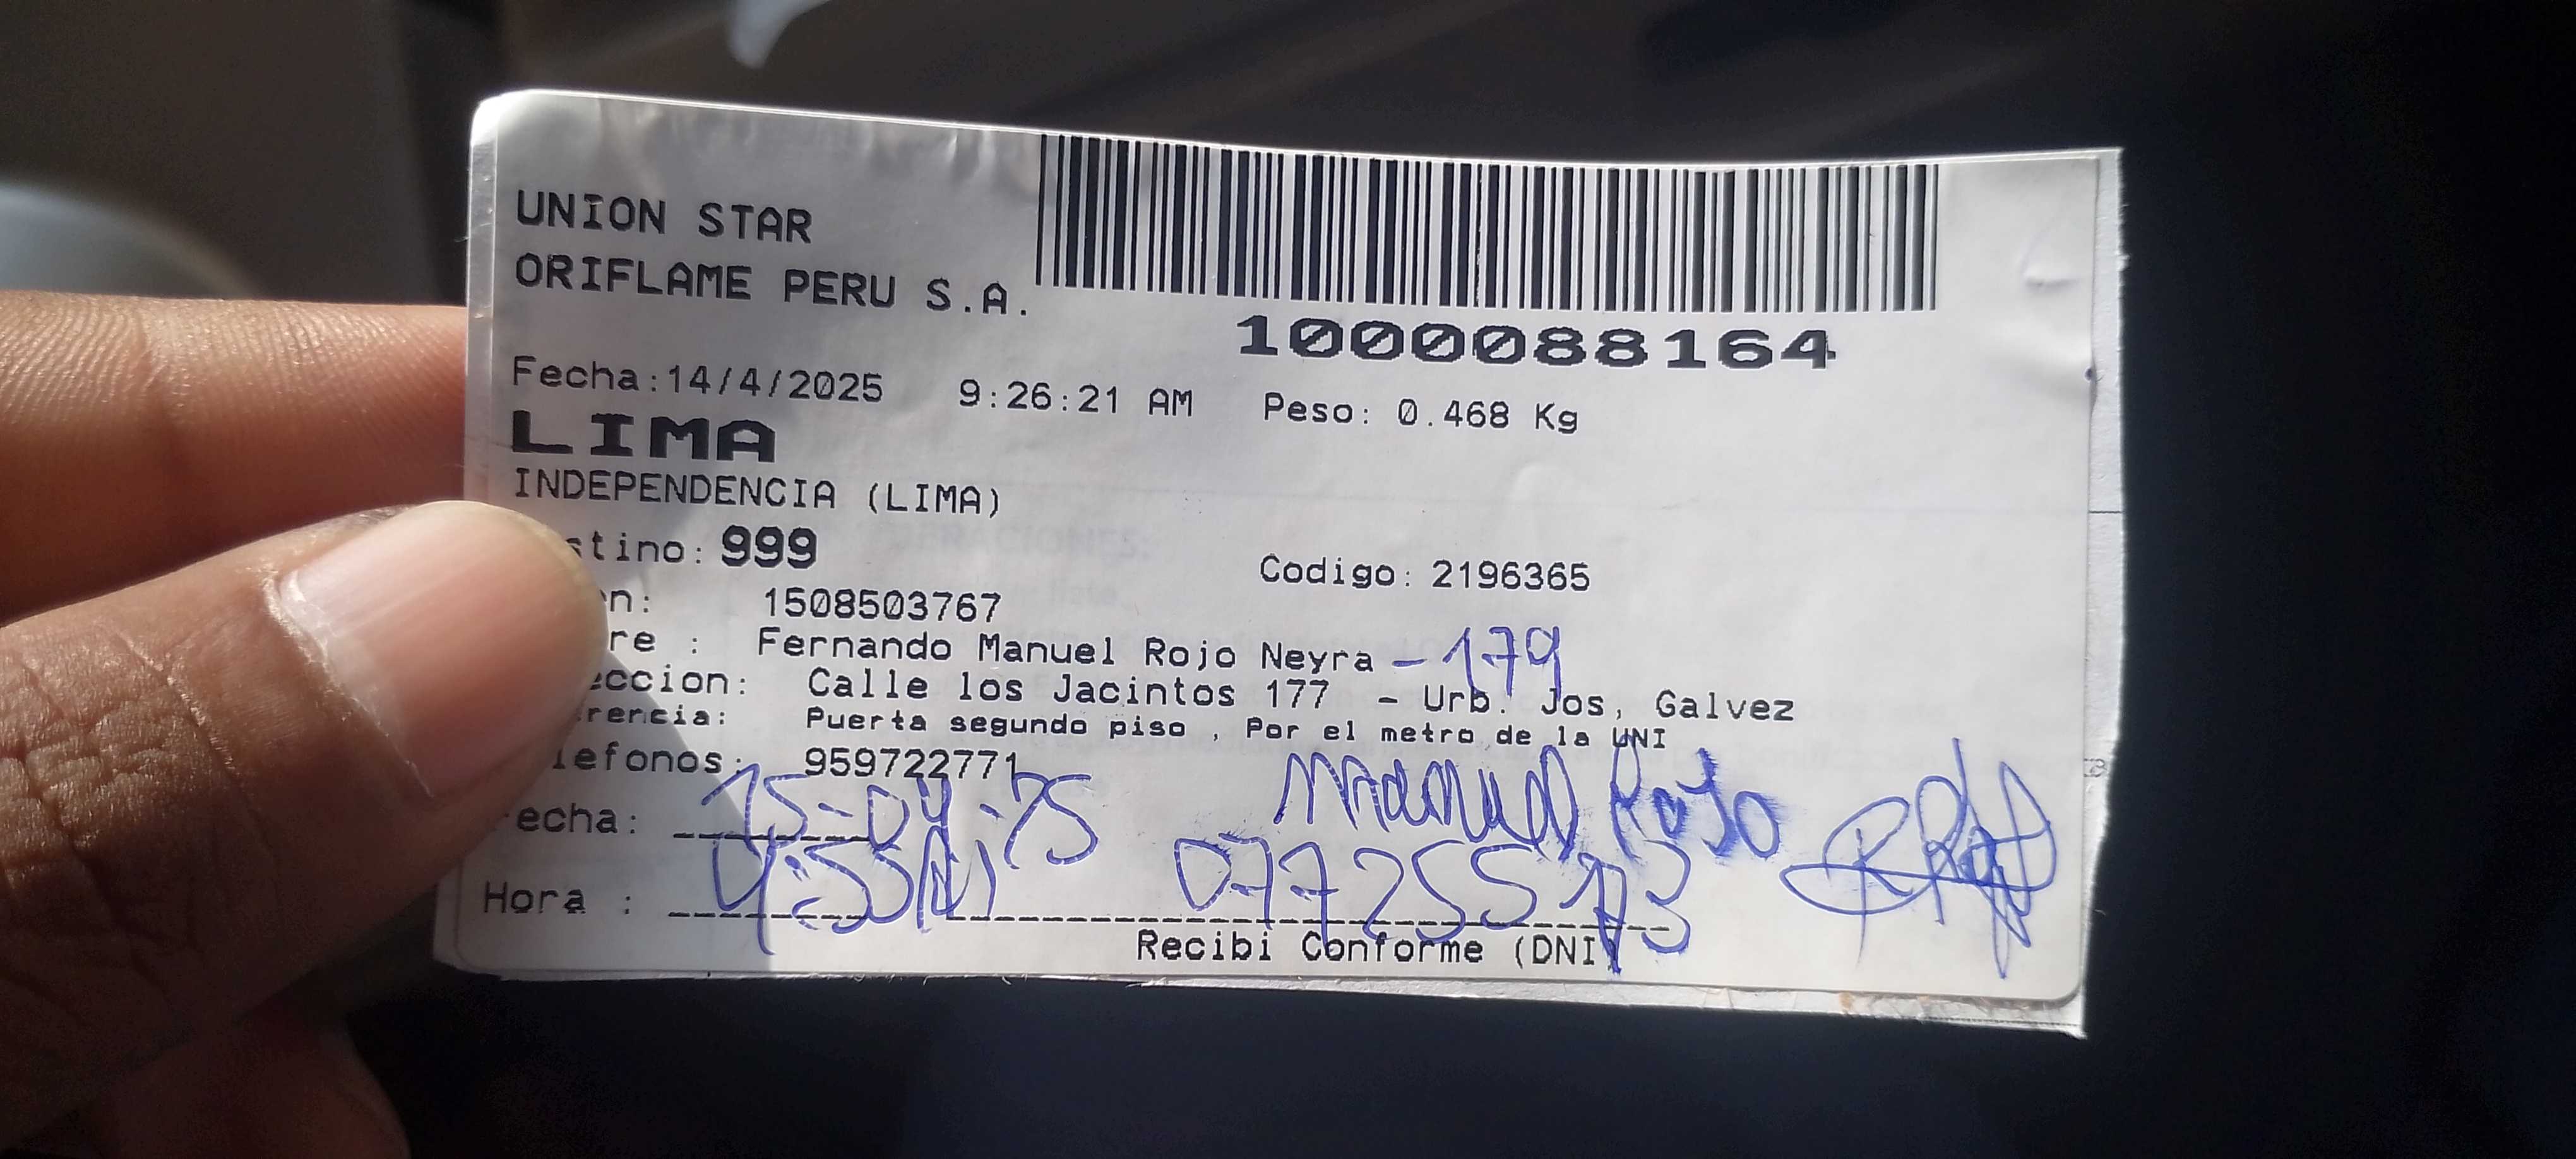 UNION STAR
ORIFLAME PERU S.A.
1000088164
Fecha:14/4/2025 9:26:21 AM Peso: 0.468 Kg
LIMA
INDEPENDENCIA (LIMA)
stino: 999 Codigo: 2196365
n: 1508503767
re : Fernando Manuel Rojo Neyra - 179
eccion: Calle los Jacintos 177 - Urb. Jos, Galvez
rencia: Puerta segundo piso , Por el metro de la UNI
lefonos: 959722771
echa: 15-04-25 Manuel Rojo
Hora :
Recibi Conforme (DNI)